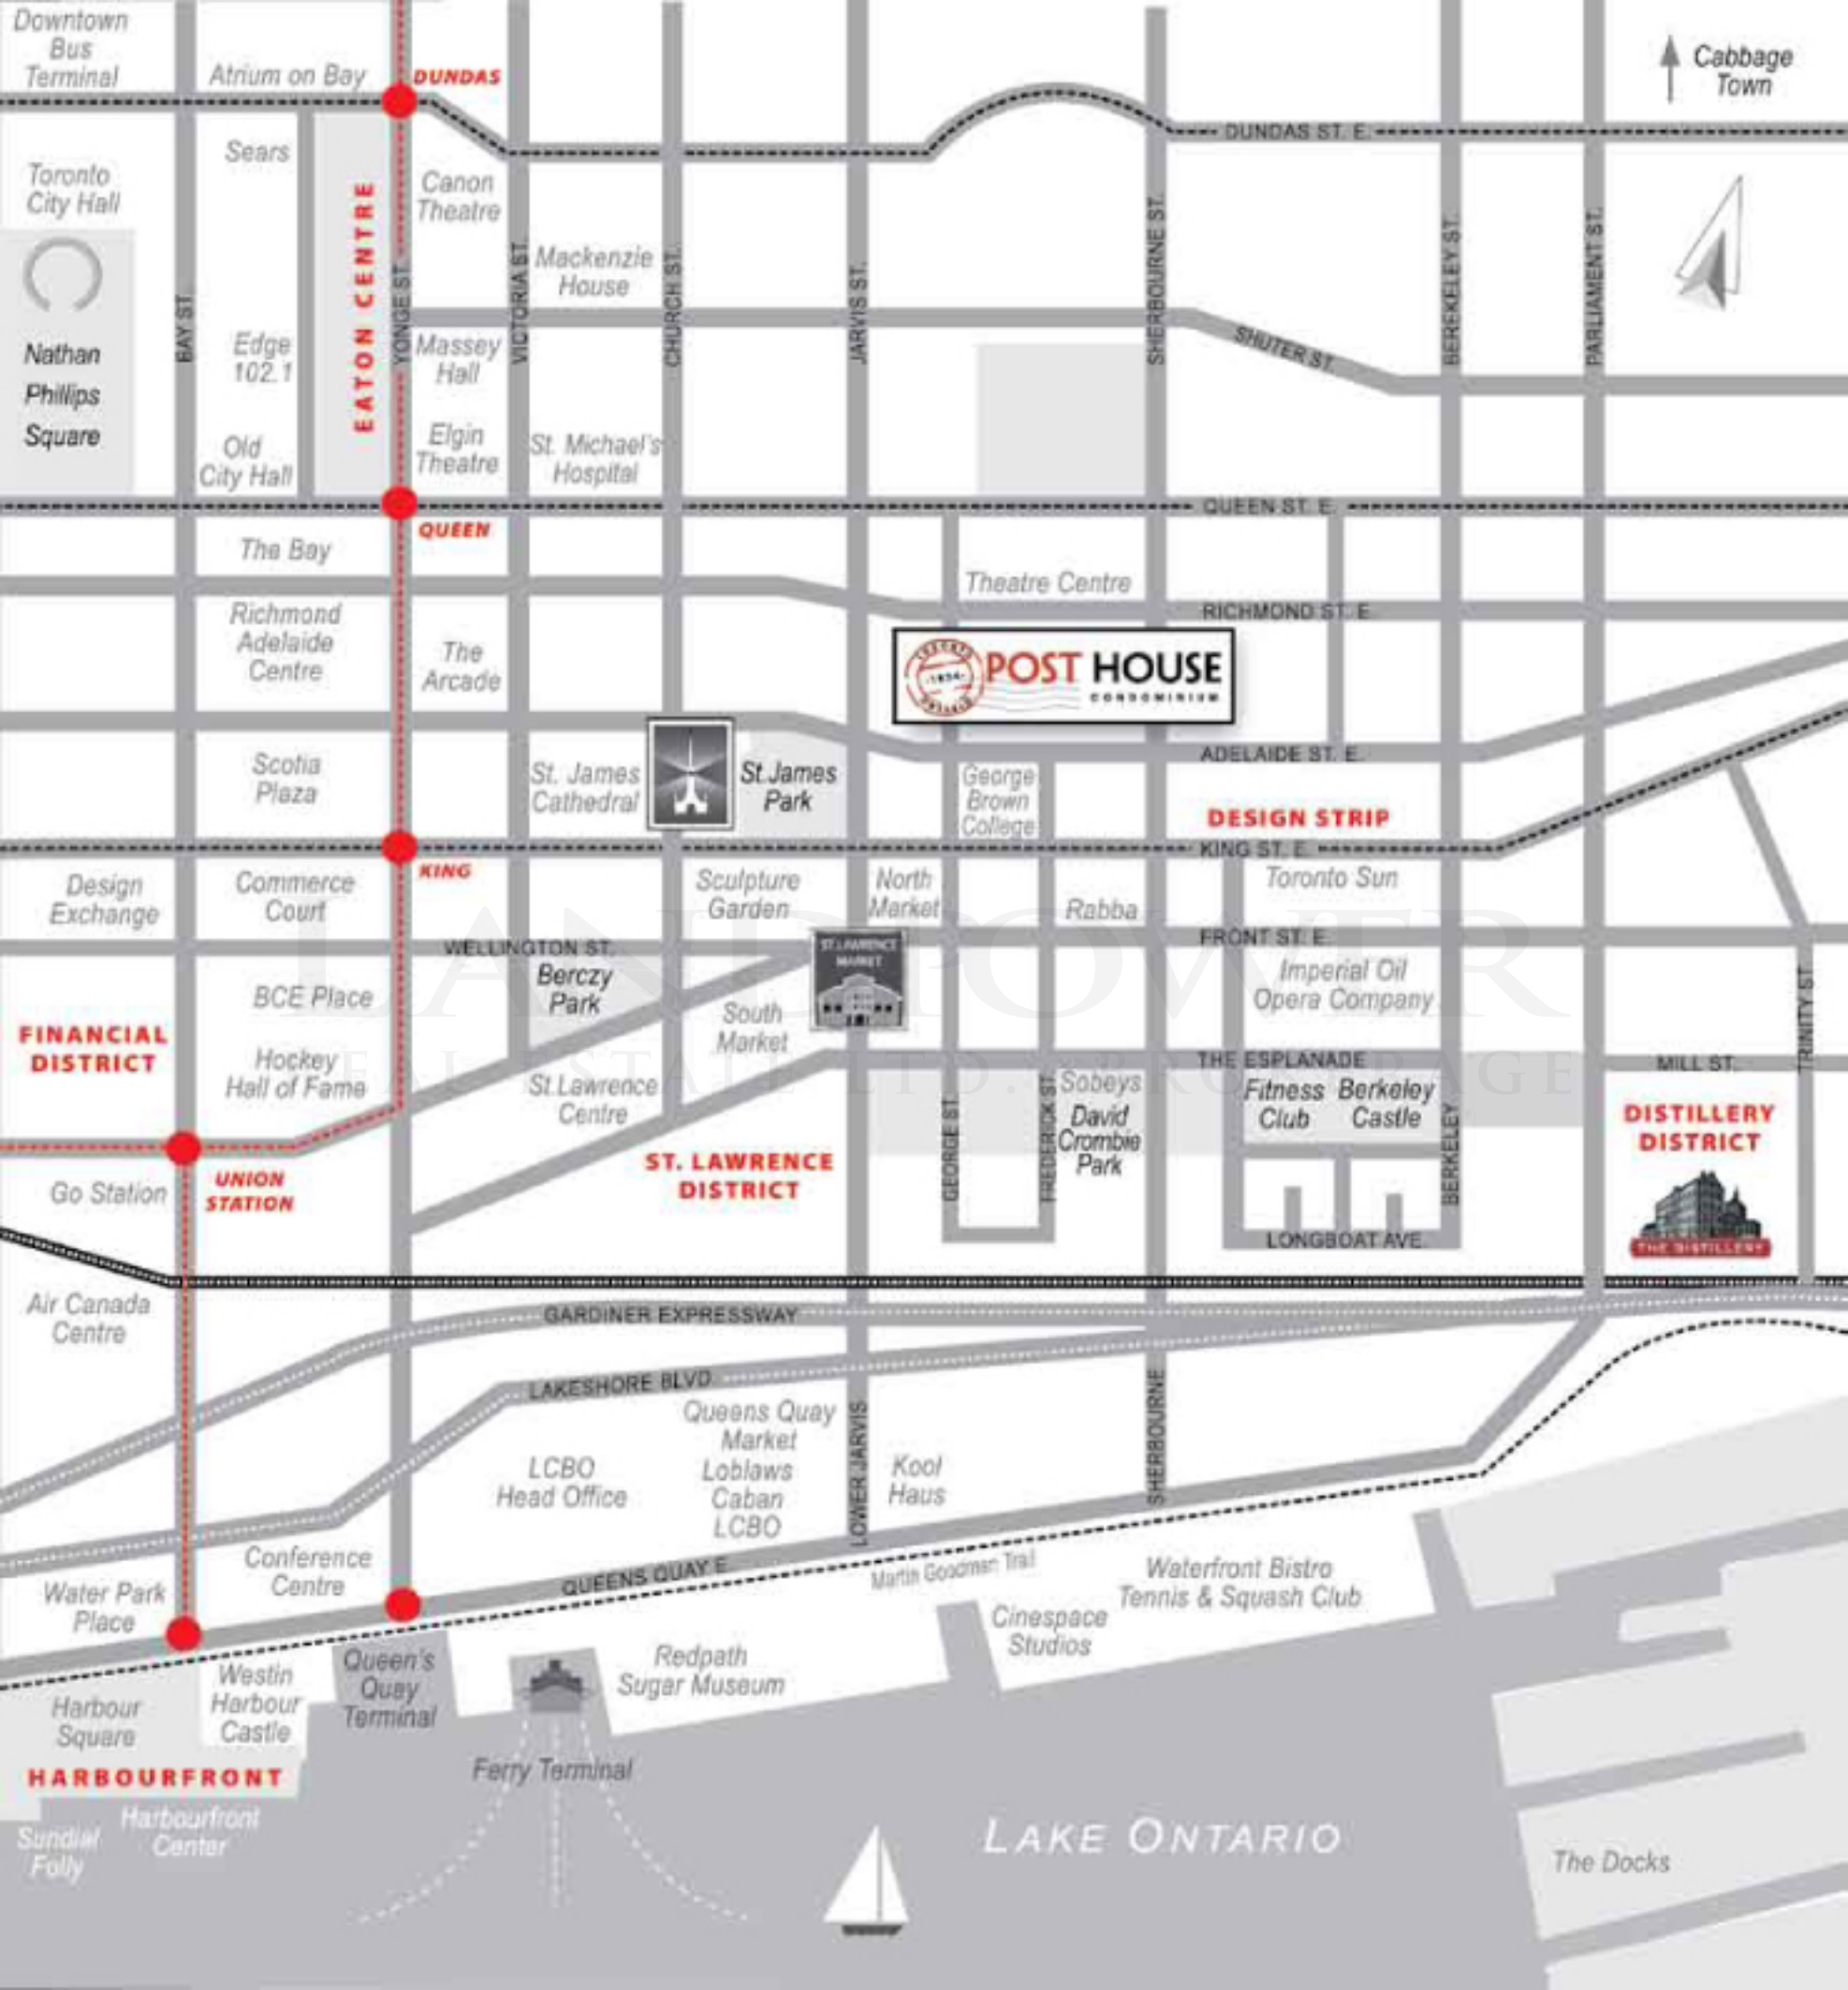 Downtown
Bus
Terminal
Atrium on Bay
DUNDAS
Cabbage
Town
DUNDAS ST. E.
Sears
Toronto
City Hall
Canon
Theatre
EATON CENTRE
YONGE ST.
BAY ST.
VICTORIA ST.
Mackenzie
House
CHURCH ST.
JARVIS ST.
SHERBOURNE ST.
BEREKELEY ST.
PARLIAMENT ST.
SHUTER ST.
Nathan
Phillips
Square
Edge
102.1
Massey
Hall
Old
City Hall
Elgin
Theatre
St. Michael's
Hospital
QUEEN ST. E.
QUEEN
The Bay
Theatre Centre
RICHMOND ST. E.
Richmond
Adelaide
Centre
The
Arcade
TORONTO
-1834-
ONTARIO
POST HOUSE
CONDOMINIUM
ADELAIDE ST. E.
Scotia
Plaza
St. James
Cathedral
St.James
Park
George
Brown
College
DESIGN STRIP
KING ST. E.
KING
Design
Exchange
Commerce
Court
Sculpture
Garden
North
Market
Rabba
Toronto Sun
WELLINGTON ST.
FRONT ST. E.
ST. LAWRENCE
MARKET
Berczy
Park
BCE Place
Imperial Oil
Opera Company
LANDPOWER
REAL ESTATE LTD. BROKERAGE
South
Market
FINANCIAL
DISTRICT
Hockey
Hall of Fame
St.Lawrence
Centre
THE ESPLANADE
MILL ST.
TRINITY ST.
Sobeys
David
Crombie
Park
Fitness
Club
Berkeley
Castle
GEORGE ST.
FREDERICK ST.
BERKELEY
DISTILLERY
DISTRICT
ST. LAWRENCE
DISTRICT
UNION
STATION
Go Station
LONGBOAT AVE.
THE DISTILLERY
Air Canada
Centre
GARDINER EXPRESSWAY
LAKESHORE BLVD.
Queens Quay
Market
Loblaws
Caban
LCBO
LCBO
Head Office
LOWER JARVIS
Kool
Haus
SHERBOURNE
Conference
Centre
QUEENS QUAY E.
Martin Goodman Trail
Waterfront Bistro
Tennis & Squash Club
Water Park
Place
Cinespace
Studios
Queen's
Quay
Terminal
Westin
Harbour
Castle
Redpath
Sugar Museum
Harbour
Square
HARBOURFRONT
Ferry Terminal
Harbourfront
Center
Sundial
Folly
LAKE ONTARIO
The Docks